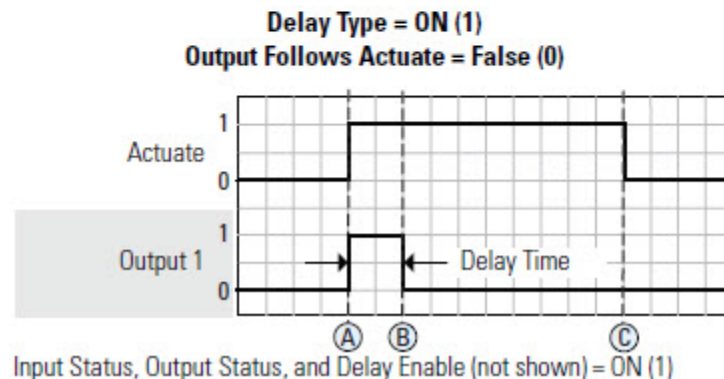 Delay Type = ON (1)
Output Follows Actuate = False (0)
1
Actuate
0
1
Output 1
Delay Time
0
A B C
Input Status, Output Status, and Delay Enable (not shown) = ON (1)